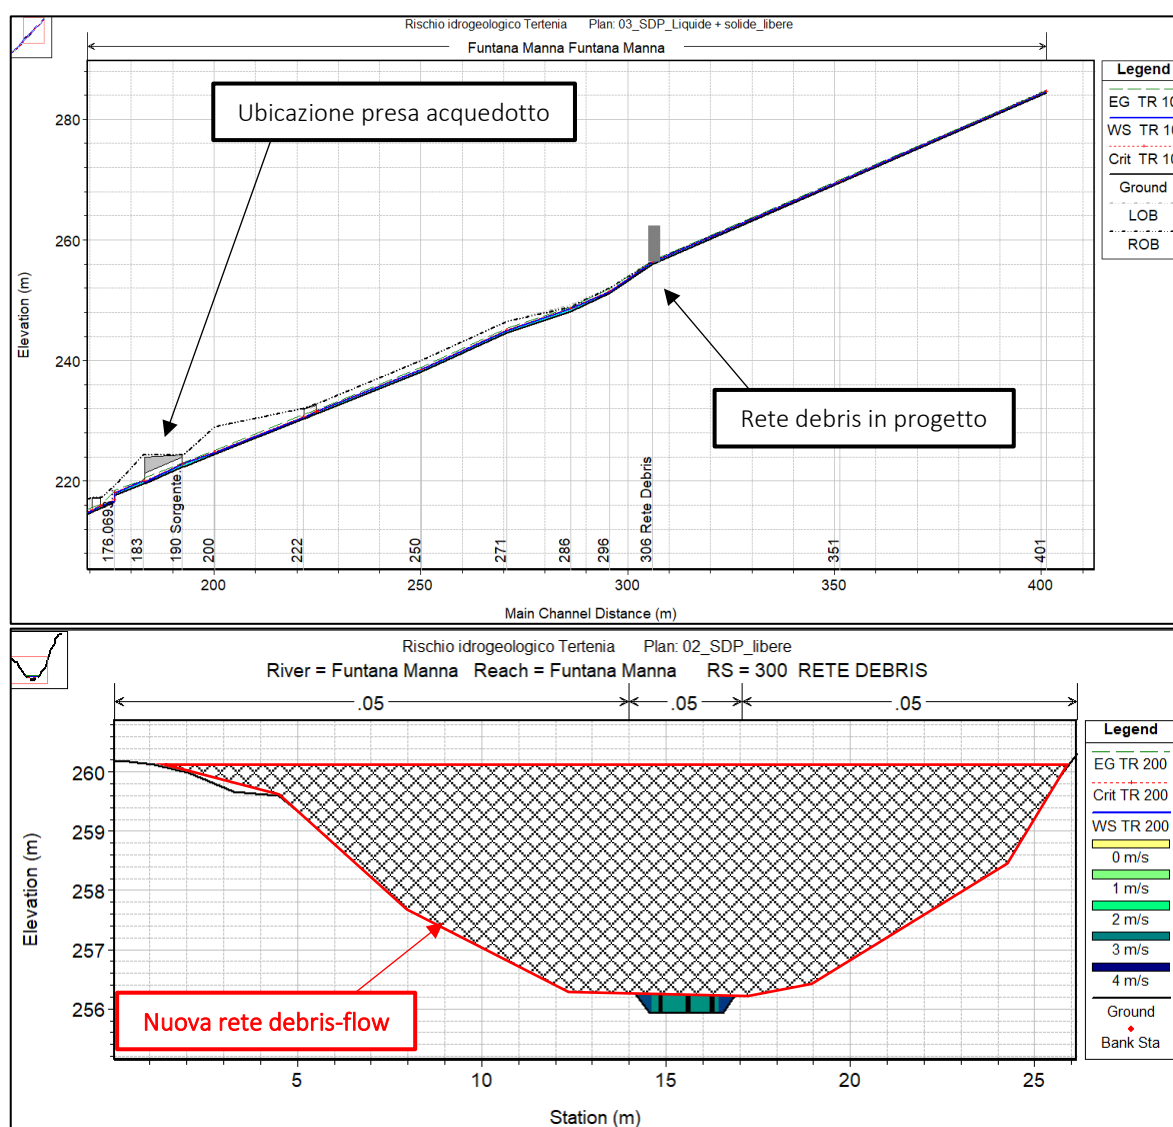 Rischio idrogeologico Tertenia Plan: 03_SDP_Liquide + solide_libere
Funtana Manna Funtana Manna
Ubicazione presa acquedotto
Rete debris in progetto
Elevation (m)
280
260
240
220
176.069
183
190 Sorgente
200
222
250
271
286
296
306 Rete Debris
351
401
200
250
300
350
400
Main Channel Distance (m)
Legend
EG TR 10
WS TR 10
Crit TR 10
Ground
LOB
ROB
Rischio idrogeologico Tertenia Plan: 02_SDP_libere
River = Funtana Manna Reach = Funtana Manna RS = 300 RETE DEBRIS
.05
.05
.05
Elevation (m)
260
259
258
257
256
Nuova rete debris-flow
5
10
15
20
25
Station (m)
Legend
EG TR 200
Crit TR 200
WS TR 200
0 m/s
1 m/s
2 m/s
3 m/s
4 m/s
Ground
Bank Sta